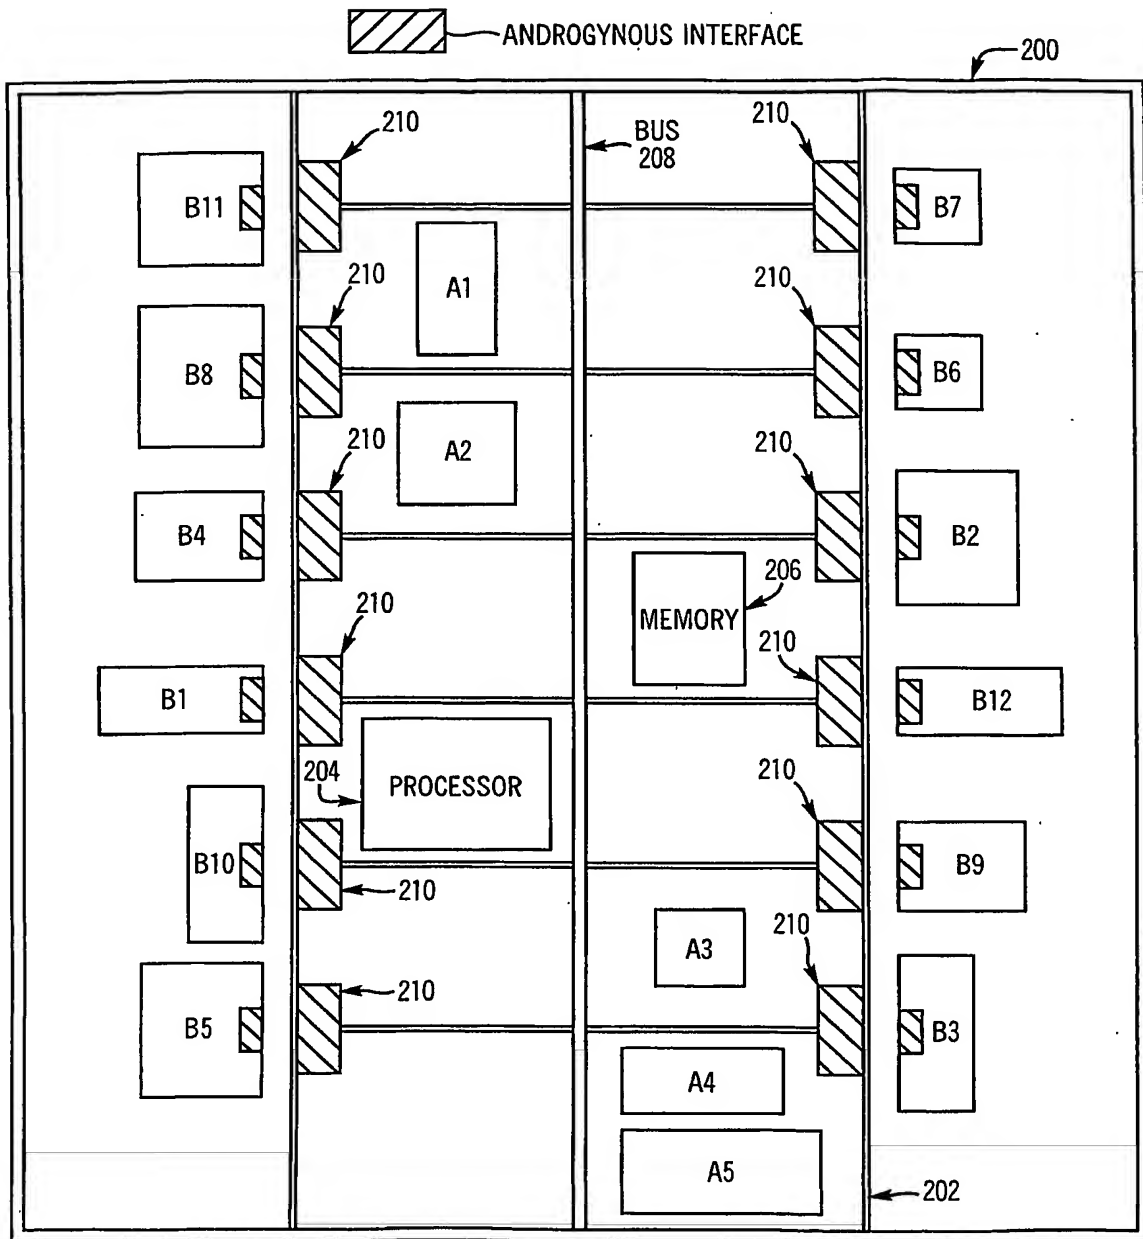 ANDROGYNOUS INTERFACE
200
210
BUS
208
210
B11
B7
A1
210
210
B8
B6
A2
210
210
B4
B2
206
MEMORY
210
210
B1
B12
204
PROCESSOR
210
B10
B9
210
A3
210
210
B5
B3
A4
A5
202